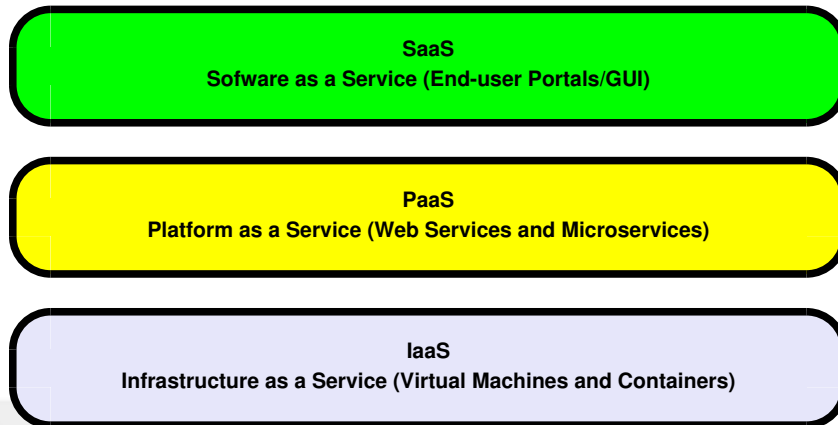 SaaS
Sofware as a Service (End-user Portals/GUI)
PaaS
Platform as a Service (Web Services and Microservices)
IaaS
Infrastructure as a Service (Virtual Machines and Containers)